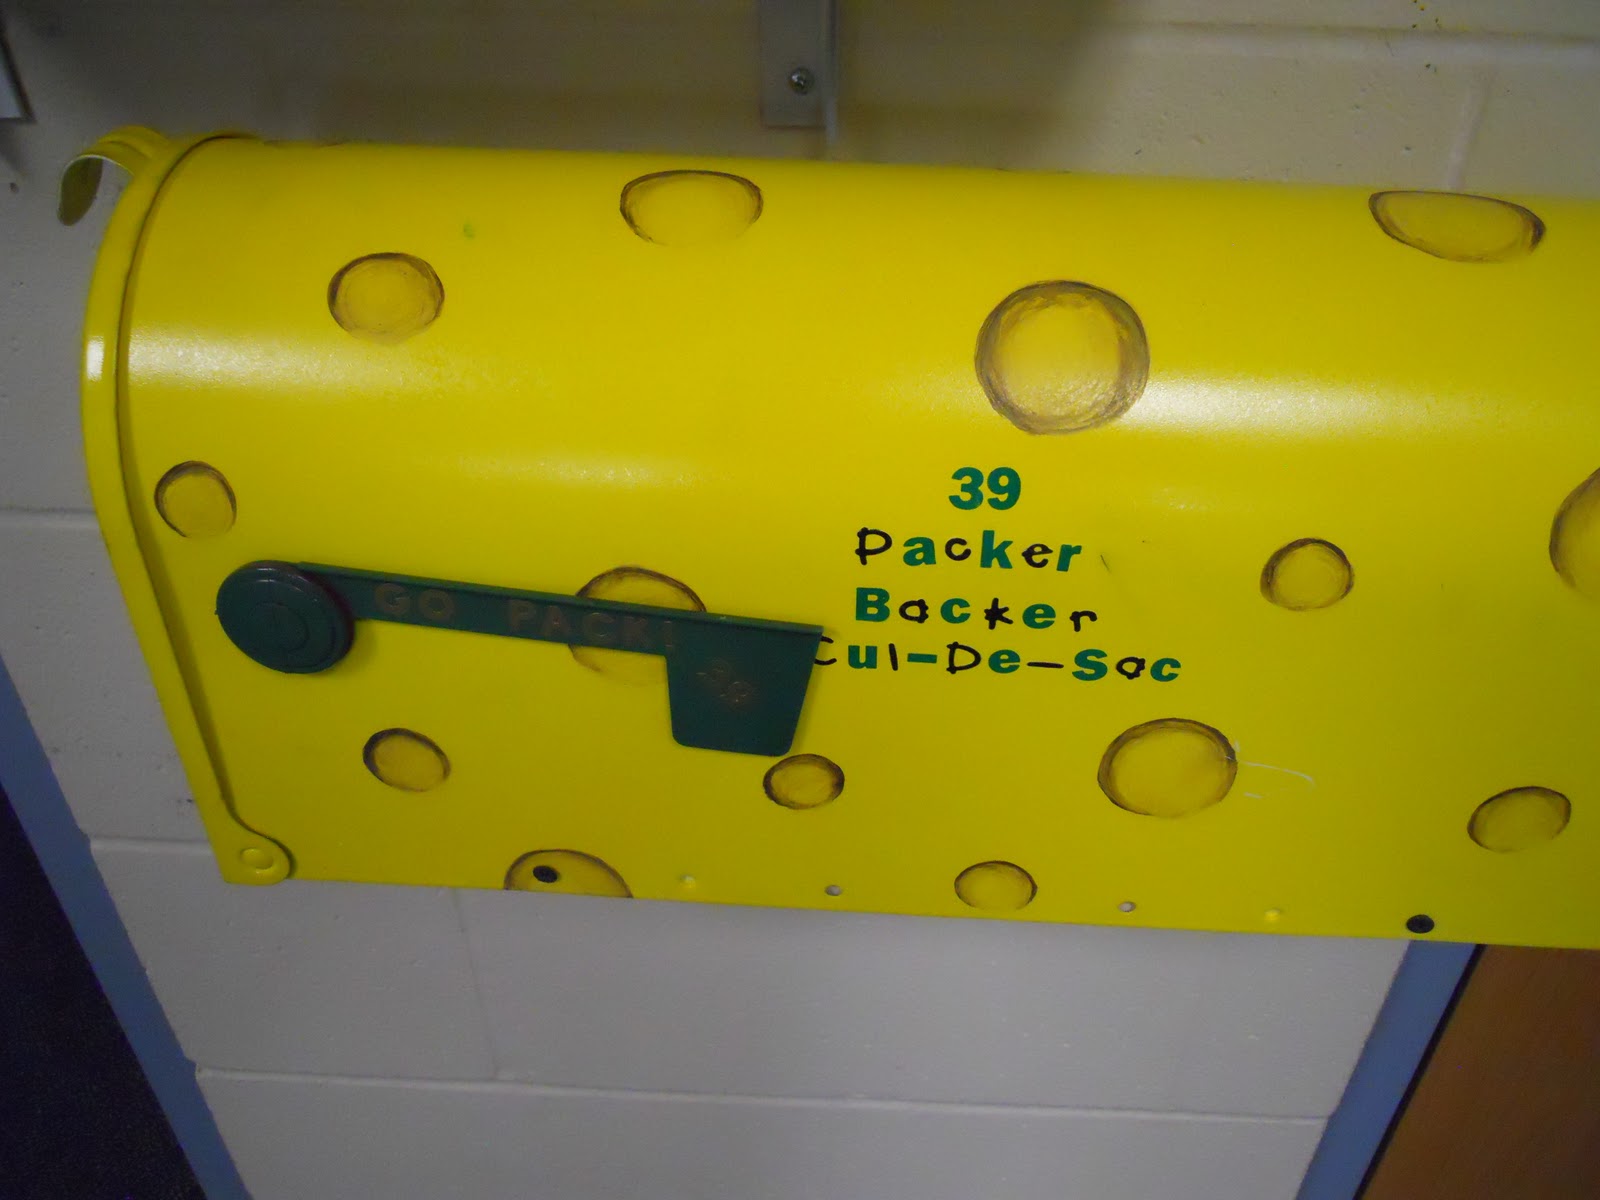 39
Packer
Backer
Cul-De-Sac
GO PACK!